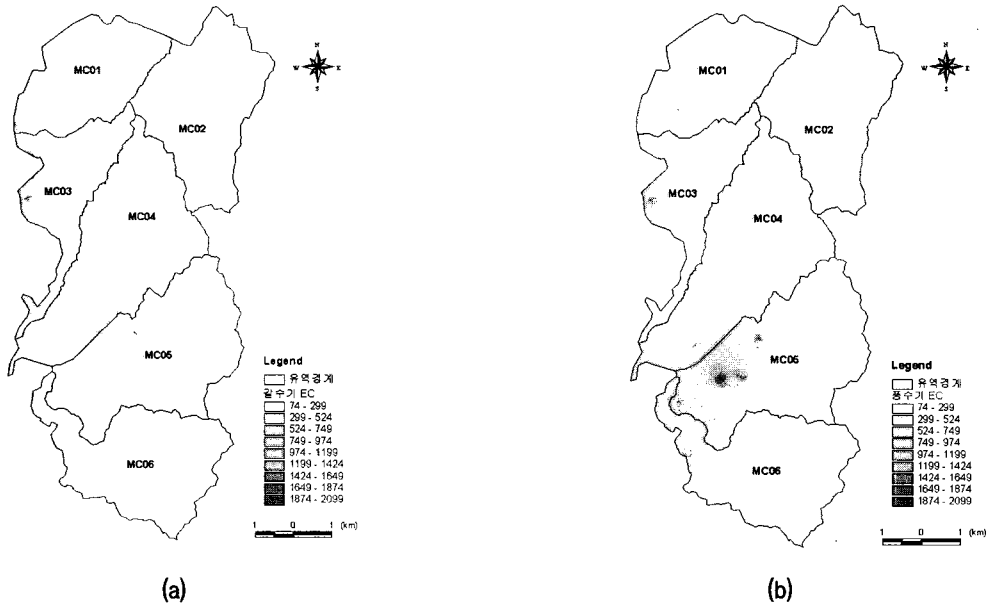 N
W E
S
MC01
MC02
MC03
MC04
MC05
MC06
Legend
유역경계
갈수기 EC
74 - 299
299 - 524
524 - 749
749 - 974
974 - 1199
1199 - 1424
1424 - 1649
1649 - 1874
1874 - 2099
1 0 1 (km)
(a)
N
W E
S
MC01
MC02
MC03
MC04
MC05
MC06
Legend
유역경계
풍수기 EC
74 - 299
299 - 524
524 - 749
749 - 974
974 - 1199
1199 - 1424
1424 - 1649
1649 - 1874
1874 - 2099
1 0 1 (km)
(b)